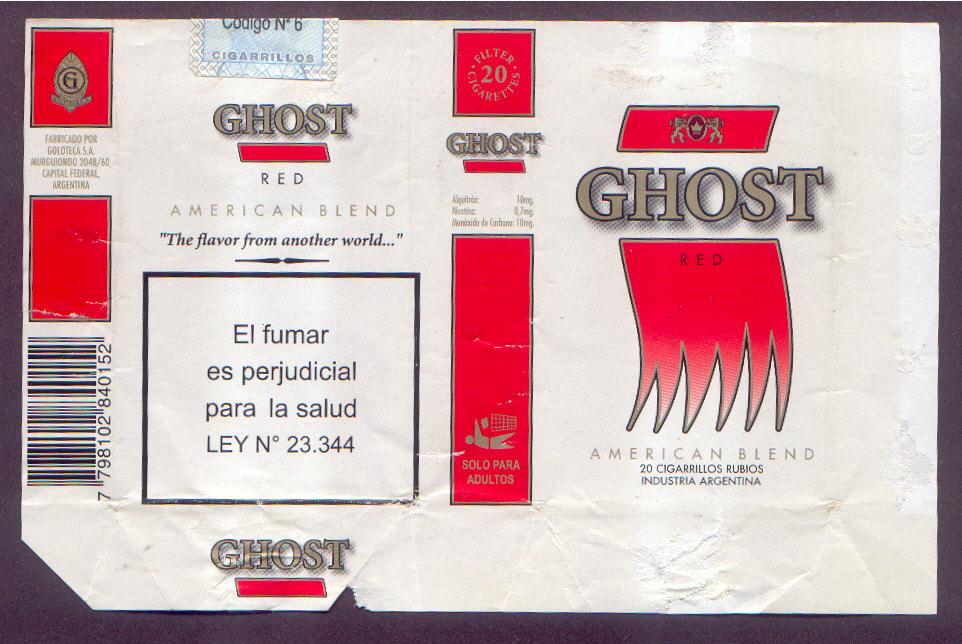 G
FABRICADO POR
GOLOTECA S.A.
MURGUIONDO 2048/60,
CAPITAL FEDERAL,
ARGENTINA
7 798102 840152
Código Nº 6
CIGARRILLOS
GHOST
RED
AMERICAN BLEND
"The flavor from another world..."
El fumar
es perjudicial
para la salud
LEY N° 23.344
GHOST
FILTER
20
CIGARETTES
GHOST
Alquitrán: 10mg.
Nicotina: 0,7mg.
Monóxido de Carbono: 10mg.
SOLO PARA
ADULTOS
GHOST
RED
AMERICAN BLEND
20 CIGARRILLOS RUBIOS
INDUSTRIA ARGENTINA